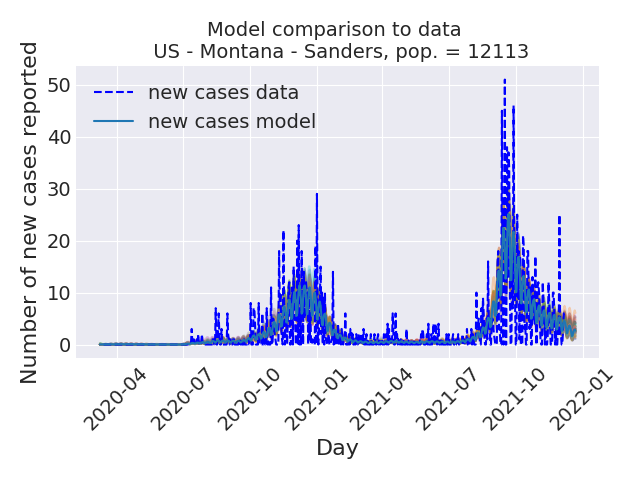 Model comparison to data
US - Montana - Sanders, pop. = 12113
new cases data
new cases model
Number of new cases reported
50
40
30
20
10
0
2020-04
2020-07
2020-10
2021-01
2021-04
2021-07
2021-10
2022-01
Day